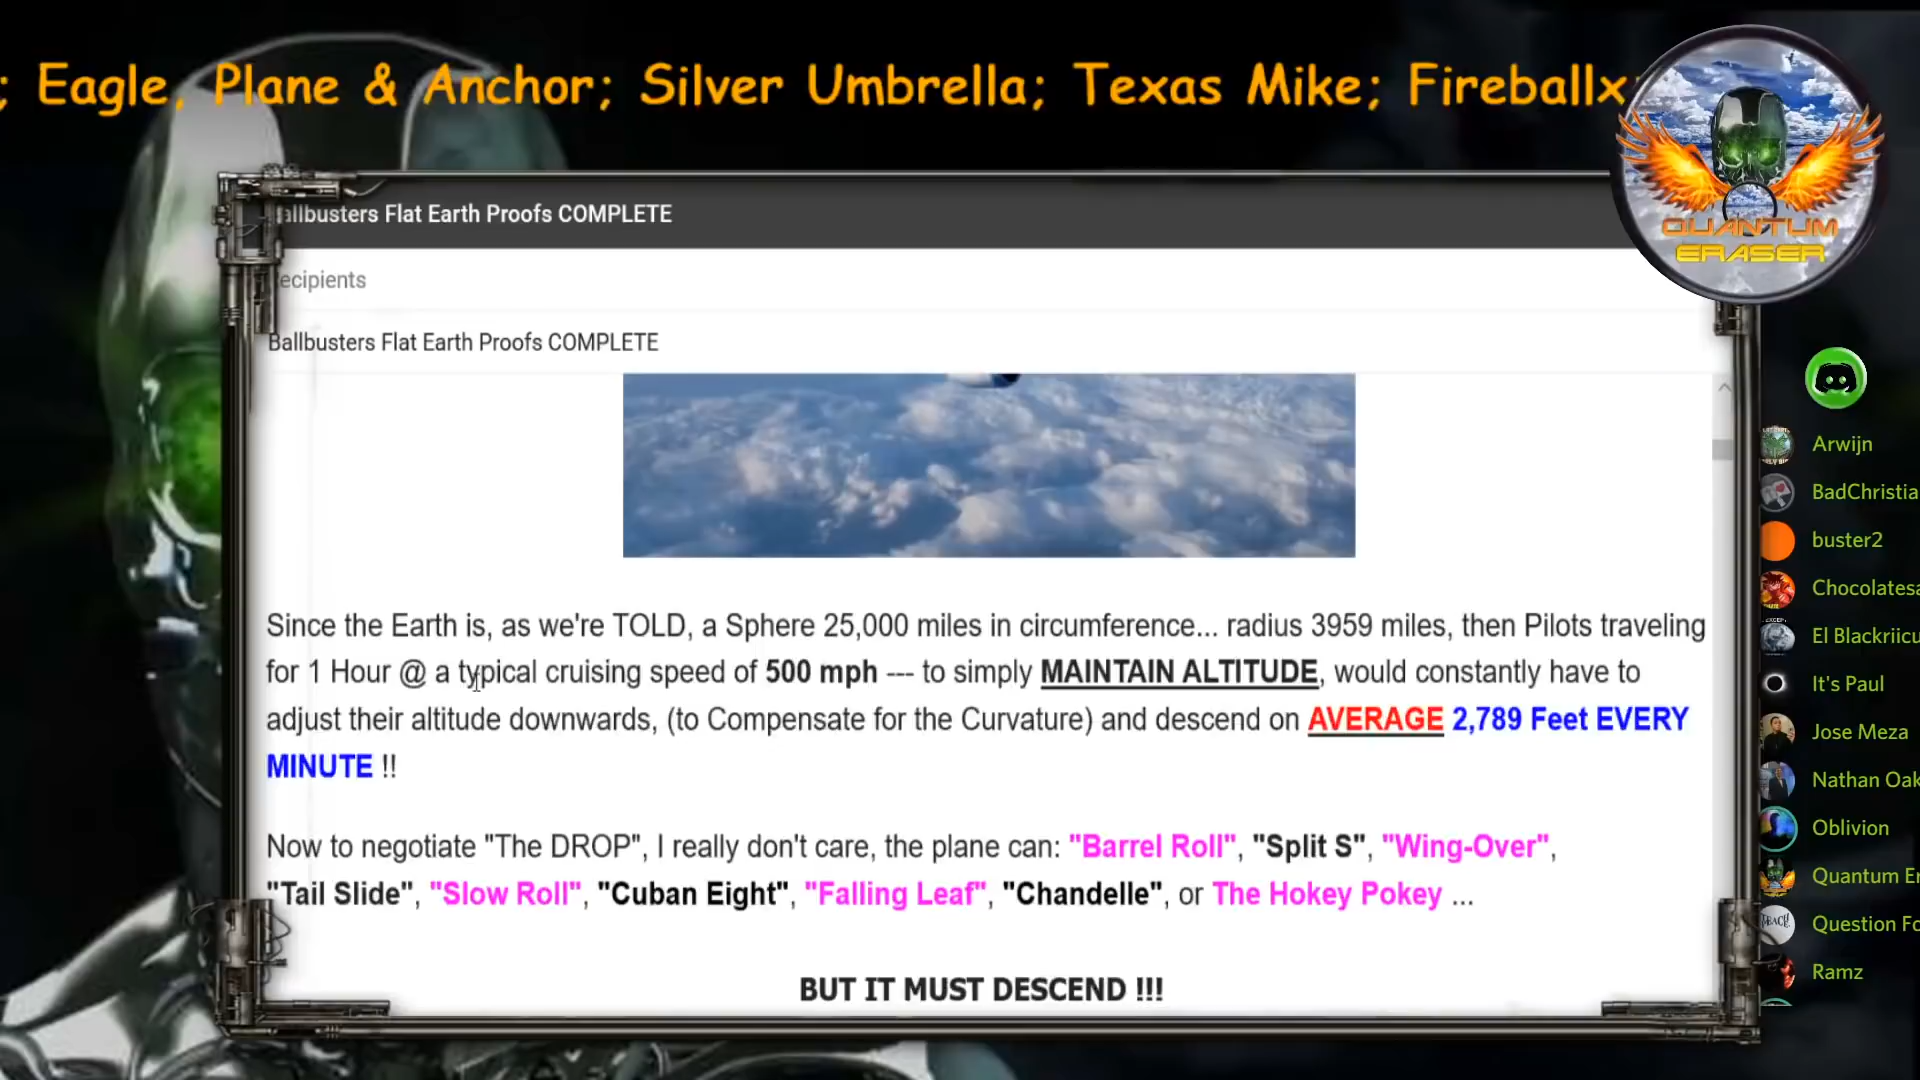 ; Eagle, Plane & Anchor; Silver Umbrella; Texas Mike; Fireballx
QUANTUM
ERASER
allbusters Flat Earth Proofs COMPLETE
ecipients
Ballbusters Flat Earth Proofs COMPLETE
Since the Earth is, as we're TOLD, a Sphere 25,000 miles in circumference... radius 3959 miles, then Pilots traveling
for 1 Hour @ a typical cruising speed of 500 mph --- to simply MAINTAIN ALTITUDE, would constantly have to
adjust their altitude downwards, (to Compensate for the Curvature) and descend on AVERAGE 2,789 Feet EVERY
MINUTE !!
Now to negotiate "The DROP", I really don't care, the plane can: "Barrel Roll", "Split S", "Wing-Over",
"Tail Slide", "Slow Roll", "Cuban Eight", "Falling Leaf", "Chandelle", or The Hokey Pokey ...
BUT IT MUST DESCEND !!!
Arwijn
BadChristia
buster2
Chocolatesa
El Blackriicu
It's Paul
Jose Meza
Nathan Oak
Oblivion
Quantum Er
Question Fo
Ramz